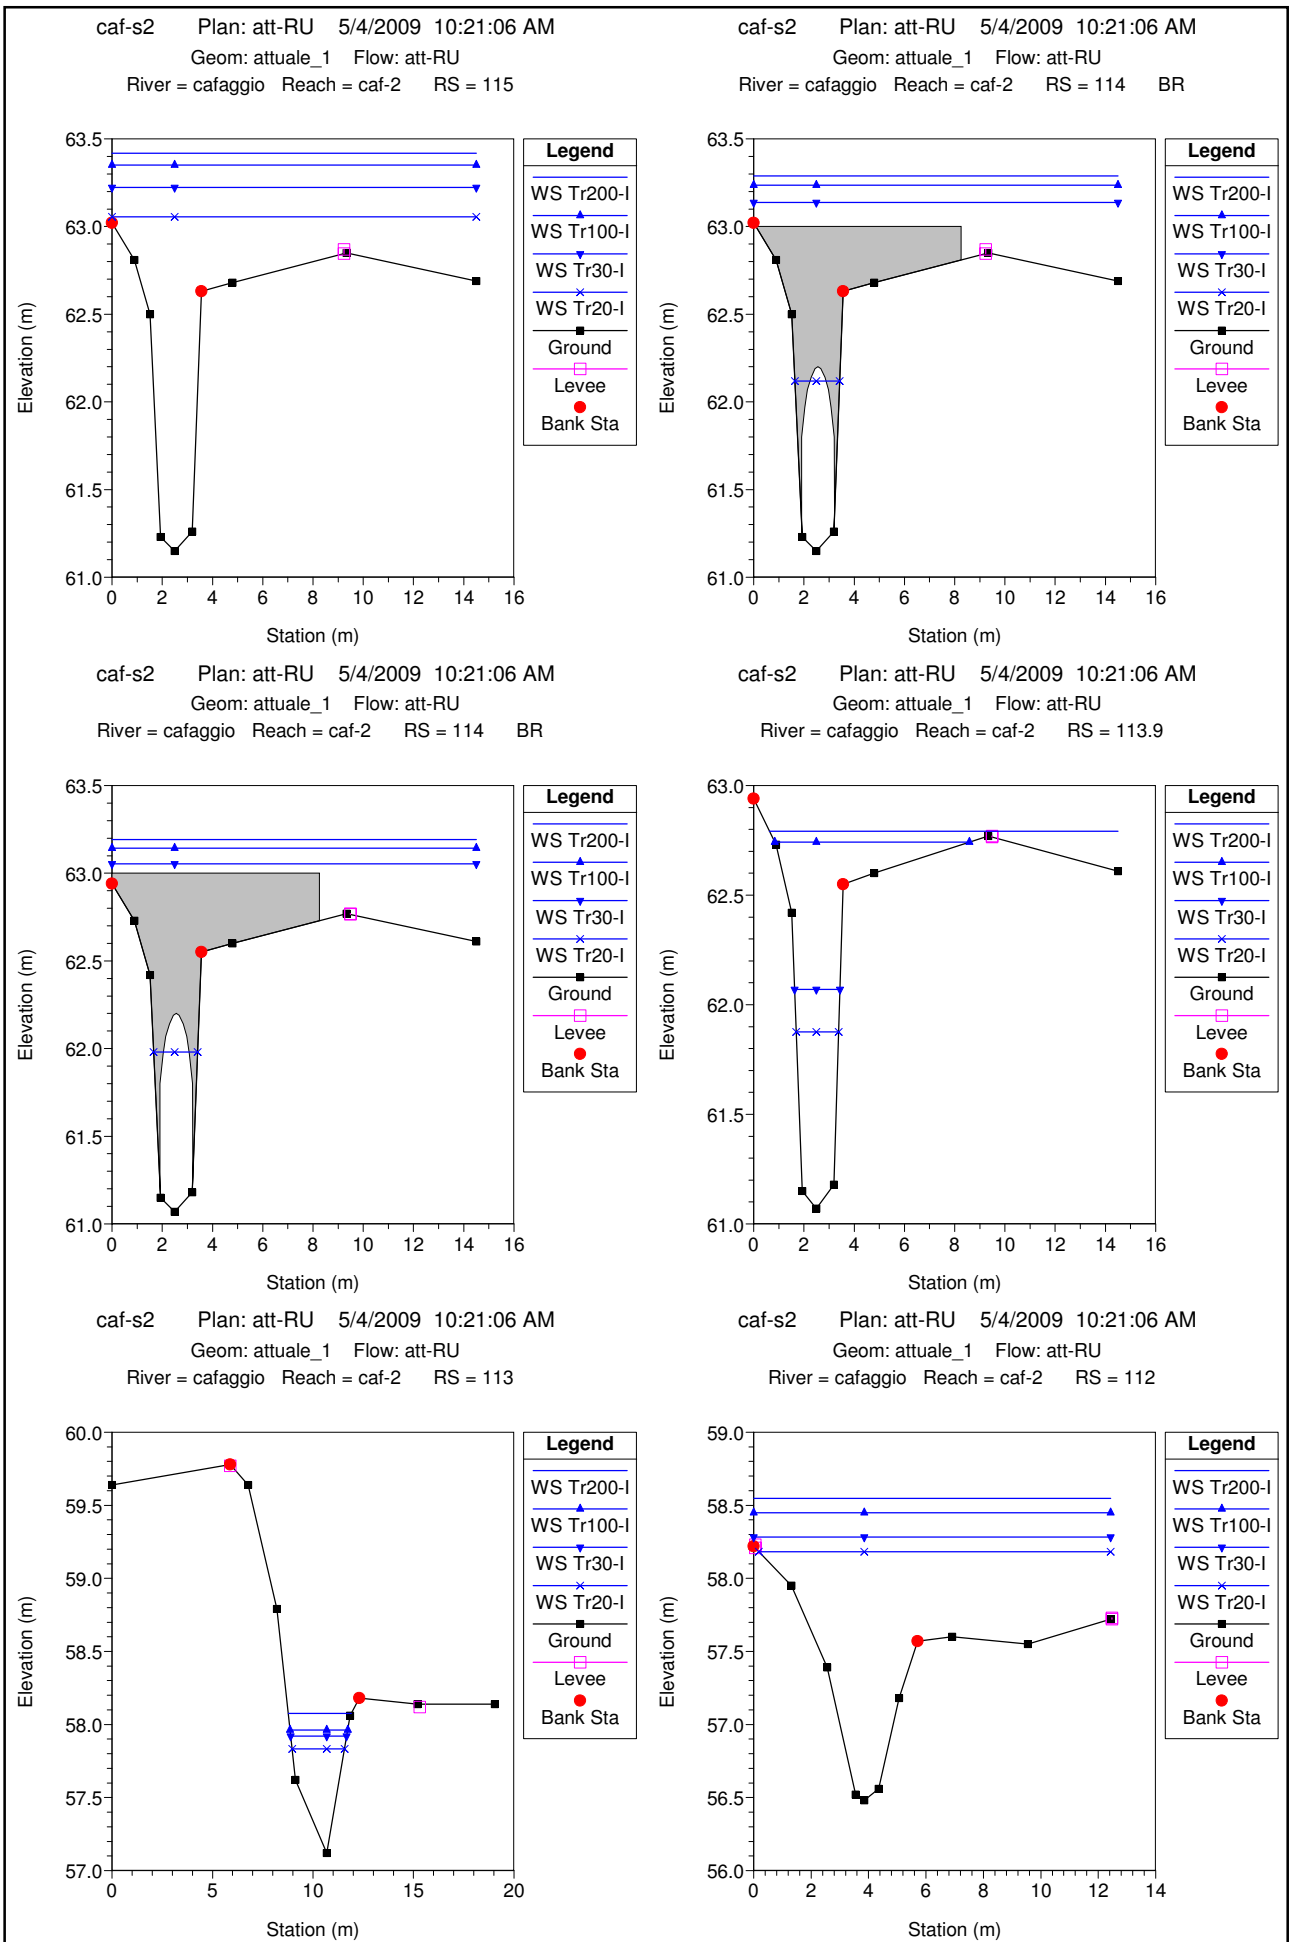 caf-s2 Plan: att-RU 5/4/2009 10:21:06 AM
Geom: attuale_1 Flow: att-RU
River = cafaggio Reach = caf-2 RS = 115
63.5
63.0
62.5
62.0
61.5
61.0
Elevation (m)
0 2 4 6 8 10 12 14 16
Station (m)
Legend
WS Tr200-I
WS Tr100-I
WS Tr30-I
WS Tr20-I
Ground
Levee
Bank Sta
caf-s2 Plan: att-RU 5/4/2009 10:21:06 AM
Geom: attuale_1 Flow: att-RU
River = cafaggio Reach = caf-2 RS = 114 BR
63.5
63.0
62.5
62.0
61.5
61.0
Elevation (m)
0 2 4 6 8 10 12 14 16
Station (m)
Legend
WS Tr200-I
WS Tr100-I
WS Tr30-I
WS Tr20-I
Ground
Levee
Bank Sta
caf-s2 Plan: att-RU 5/4/2009 10:21:06 AM
Geom: attuale_1 Flow: att-RU
River = cafaggio Reach = caf-2 RS = 114 BR
63.5
63.0
62.5
62.0
61.5
61.0
Elevation (m)
0 2 4 6 8 10 12 14 16
Station (m)
Legend
WS Tr200-I
WS Tr100-I
WS Tr30-I
WS Tr20-I
Ground
Levee
Bank Sta
caf-s2 Plan: att-RU 5/4/2009 10:21:06 AM
Geom: attuale_1 Flow: att-RU
River = cafaggio Reach = caf-2 RS = 113.9
63.0
62.5
62.0
61.5
61.0
Elevation (m)
0 2 4 6 8 10 12 14 16
Station (m)
Legend
WS Tr200-I
WS Tr100-I
WS Tr30-I
WS Tr20-I
Ground
Levee
Bank Sta
caf-s2 Plan: att-RU 5/4/2009 10:21:06 AM
Geom: attuale_1 Flow: att-RU
River = cafaggio Reach = caf-2 RS = 113
60.0
59.5
59.0
58.5
58.0
57.5
57.0
Elevation (m)
0 5 10 15 20
Station (m)
Legend
WS Tr200-I
WS Tr100-I
WS Tr30-I
WS Tr20-I
Ground
Levee
Bank Sta
caf-s2 Plan: att-RU 5/4/2009 10:21:06 AM
Geom: attuale_1 Flow: att-RU
River = cafaggio Reach = caf-2 RS = 112
59.0
58.5
58.0
57.5
57.0
56.5
56.0
Elevation (m)
0 2 4 6 8 10 12 14
Station (m)
Legend
WS Tr200-I
WS Tr100-I
WS Tr30-I
WS Tr20-I
Ground
Levee
Bank Sta